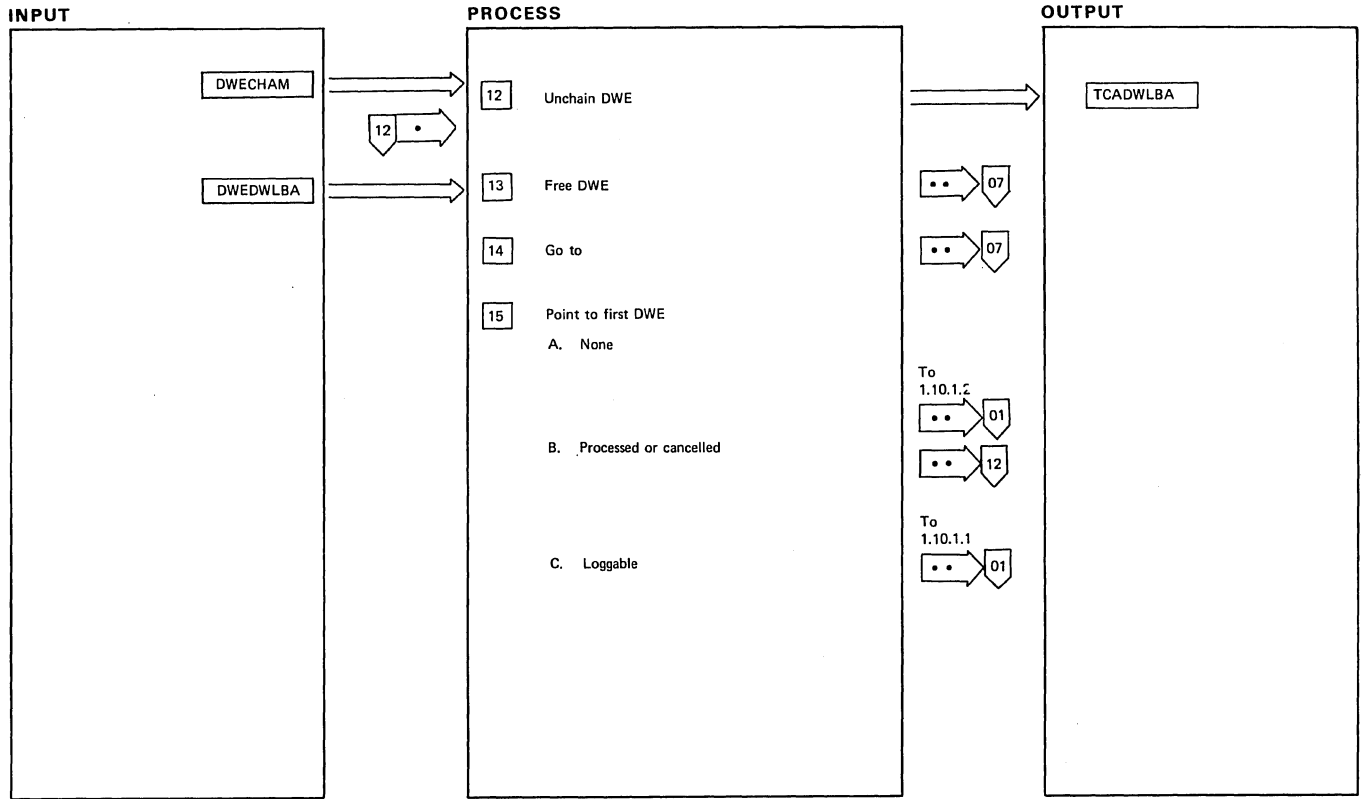 INPUT
PROCESS
OUTPUT
DWECHAM
12 Unchain DWE
TCADWLBA
12
DWEDWLBA
13 Free DWE
07
14 Go to
07
15 Point to first DWE
A. None
To
1.10.1.2
01
B. Processed or cancelled
12
To
1.10.1.1
C. Loggable
01